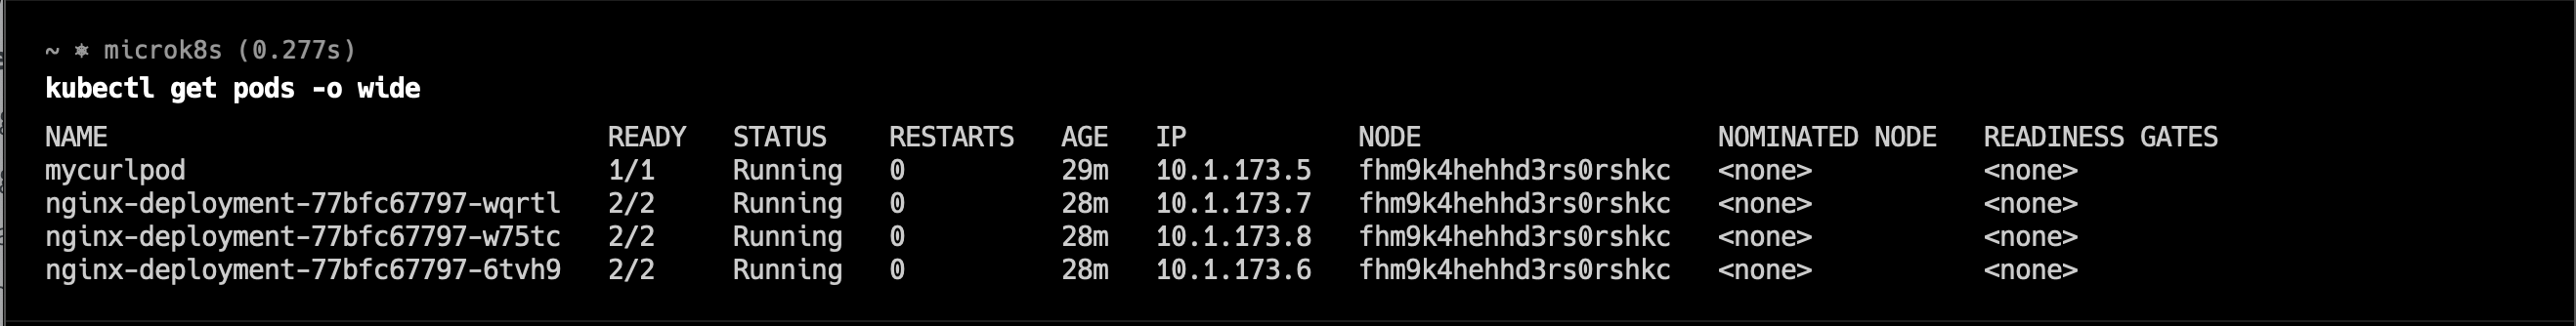 ~ ⎈ microk8s (0.277s)
kubectl get pods -o wide
NAME READY STATUS RESTARTS AGE IP NODE NOMINATED NODE READINESS GATES
mycurlpod 1/1 Running 0 29m 10.1.173.5 fhm9k4hehhd3rs0rshkc <none> <none>
nginx-deployment-77bfc67797-wqrtl 2/2 Running 0 28m 10.1.173.7 fhm9k4hehhd3rs0rshkc <none> <none>
nginx-deployment-77bfc67797-w75tc 2/2 Running 0 28m 10.1.173.8 fhm9k4hehhd3rs0rshkc <none> <none>
nginx-deployment-77bfc67797-6tvh9 2/2 Running 0 28m 10.1.173.6 fhm9k4hehhd3rs0rshkc <none> <none>